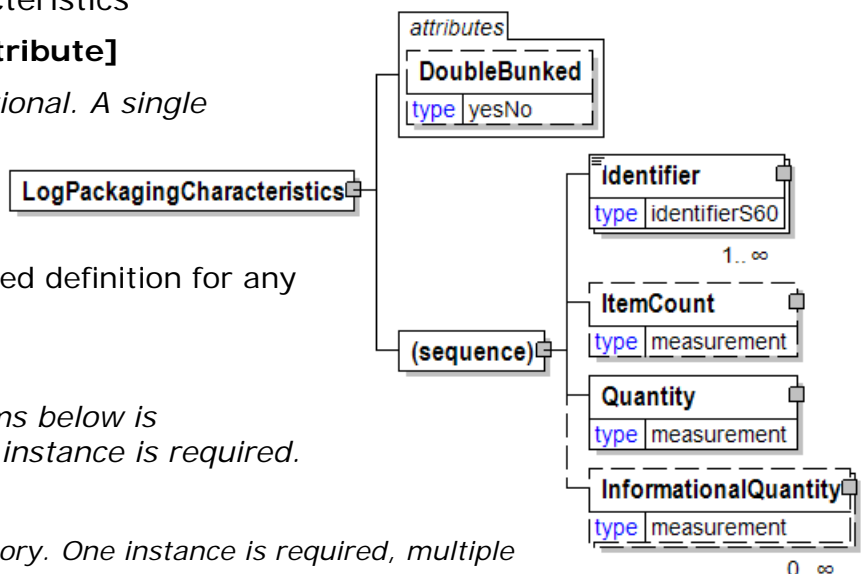 cteristics
tribute]
ional. A single
ed definition for any
ns below is
instance is required.
ory. One instance is required, multiple
attributes
DoubleBunked
type yesNo
LogPackagingCharacteristics
(sequence)
Identifier
type identifierS60
1.. ∞
ItemCount
type measurement
Quantity
type measurement
InformationalQuantity
type measurement
0.. ∞